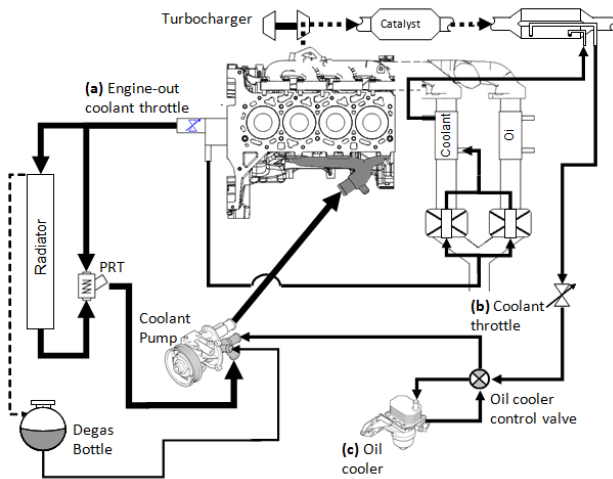 Turbocharger
Catalyst
(a) Engine-out
coolant throttle
Coolant
Oi
Radiator
PRT
Coolant
Pump
(b) Coolant
throttle
Degas
Bottle
Oil cooler
control valve
(c) Oil
cooler